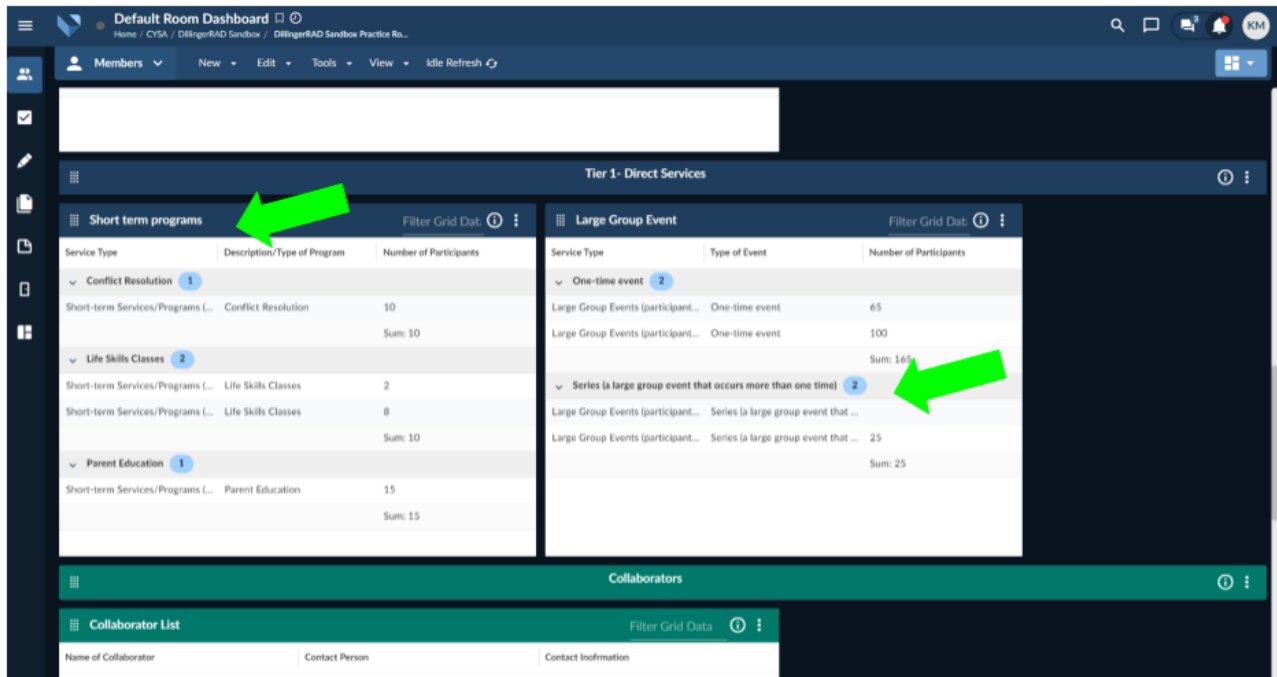 Default Room Dashboard
Home / CYSA / DillingerRAD Sandbox / DillingerRAD Sandbox Practice Ro...
3
KM
Members New Edit Tools View Idle Refresh
Tier 1- Direct Services
Short term programs Filter Grid Dat
Service Type Description/Type of Program Number of Participants
Conflict Resolution 1
Short-term Services/Programs (... Conflict Resolution 10
Sum: 10
Life Skills Classes 2
Short-term Services/Programs (... Life Skills Classes 2
Short-term Services/Programs (... Life Skills Classes 8
Sum: 10
Parent Education 1
Short-term Services/Programs (... Parent Education 15
Sum: 15
Large Group Event Filter Grid Dat
Service Type Type of Event Number of Participants
One-time event 2
Large Group Events (participant... One-time event 65
Large Group Events (participant... One-time event 100
Sum: 165
Series (a large group event that occurs more than one time) 2
Large Group Events (participant... Series (a large group event that ...
Large Group Events (participant... Series (a large group event that ... 25
Sum: 25
Collaborators
Collaborator List Filter Grid Data
Name of Collaborator Contact Person Contact Inofrmation